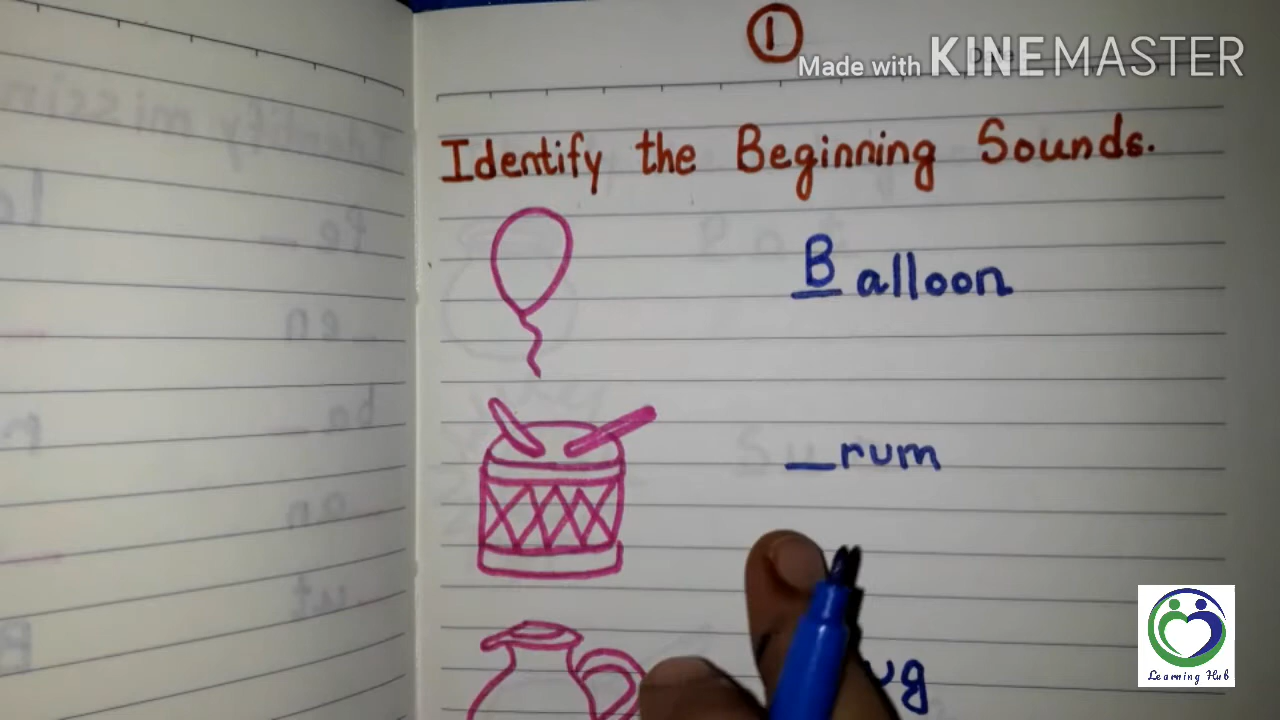 1
Made with KINEMASTER
Identify the Beginning Sounds.
Balloon
_rum
ug
Learning Hub